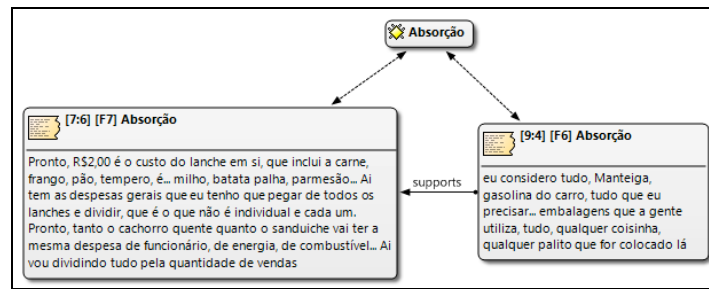 Absorção
[7:6] [F7] Absorção
Pronto, R$2,00 é o custo do lanche em si, que inclui a carne,
frango, pão, tempero, é... milho, batata palha, parmesão... Ai
tem as despesas gerais que eu tenho que pegar de todos os
lanches e dividir, que é o que não é individual e cada um.
Pronto, tanto o cachorro quente quanto o sanduiche vai ter a
mesma despesa de funcionário, de energia, de combustível... Ai
vou dividindo tudo pela quantidade de vendas
supports
[9:4] [F6] Absorção
eu considero tudo, Manteiga,
gasolina do carro, tudo que eu
precisar... embalagens que a gente
utiliza, tudo, qualquer coisinha,
qualquer palito que for colocado lá